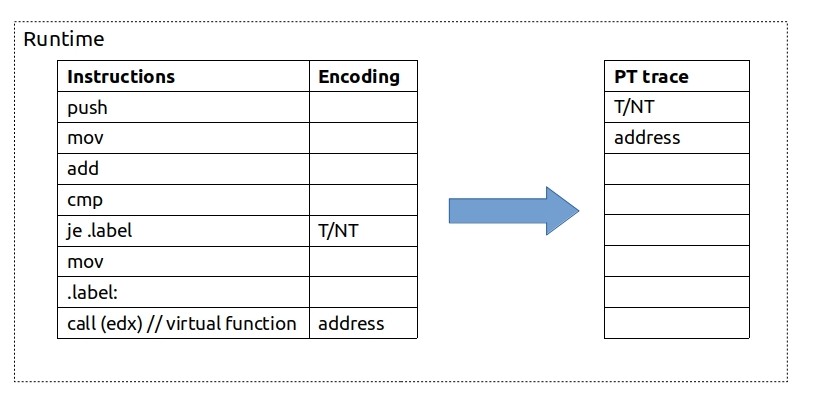 Runtime
Instructions Encoding
push
mov
add
cmp
je .label T/NT
mov
.label:
call (edx) // virtual function address
PT trace
T/NT
address